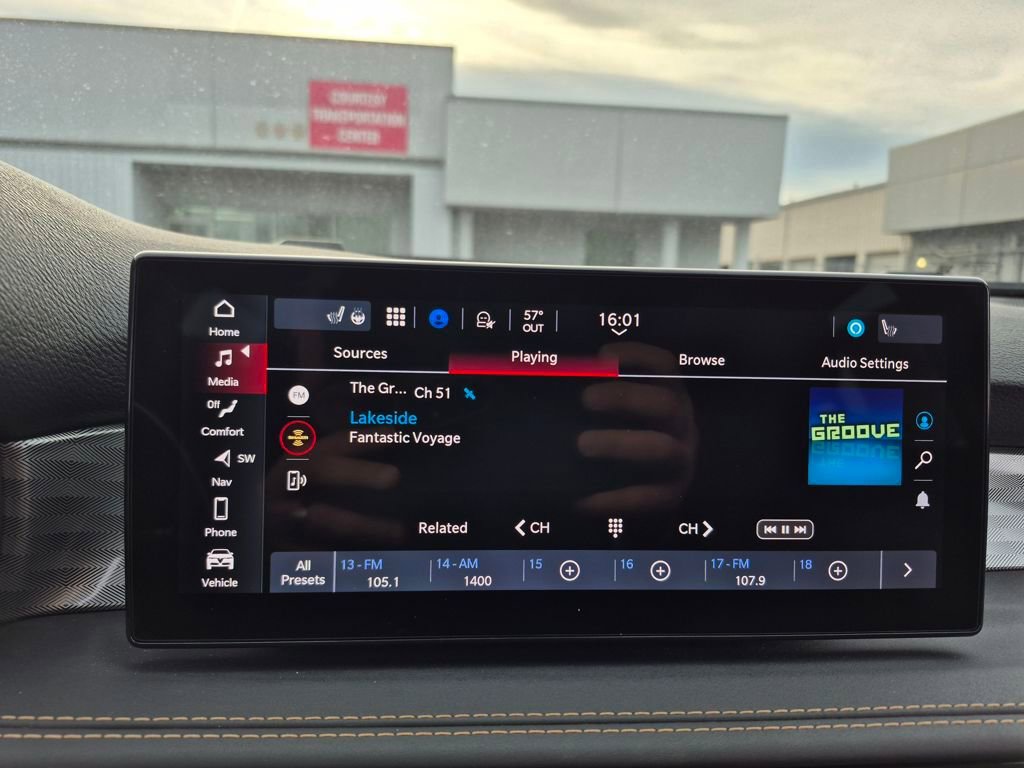 COURTESY
TRANSPORTATION
CENTER
Home
Media
Off
Comfort
SW
Nav
Phone
Vehicle
57°
OUT
16:01
Sources
Playing
Browse
Audio Settings
FM
The Gr... Ch 51
Lakeside
Fantastic Voyage
THE
GROOVE
Related
CH
CH
All
Presets
13 - FM
105.1
14 - AM
1400
15
16
17 - FM
107.9
18